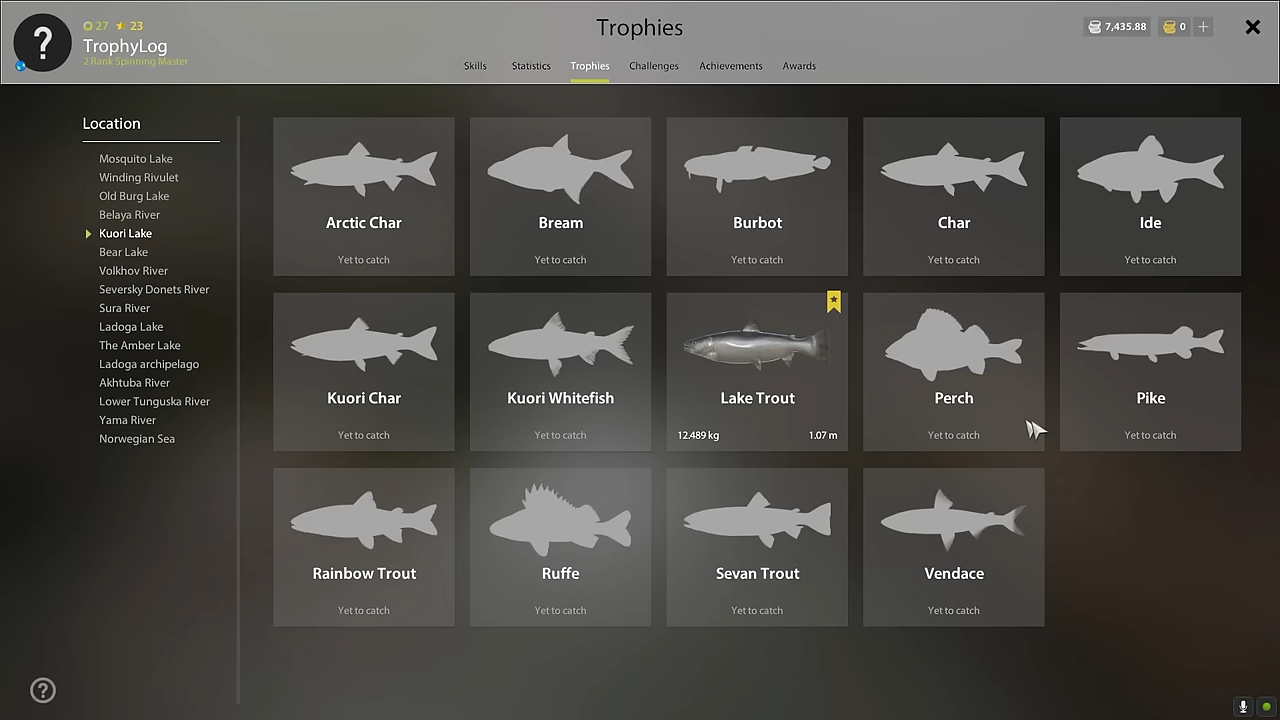 27 23
TrophyLog
2 Rank Spinning Master
Trophies
7,435.88
0
Skills
Statistics
Trophies
Challenges
Achievements
Awards
Location
Mosquito Lake
Winding Rivulet
Old Burg Lake
Belaya River
Kuori Lake
Bear Lake
Volkhov River
Seversky Donets River
Sura River
Ladoga Lake
The Amber Lake
Ladoga archipelago
Akhtuba River
Lower Tunguska River
Yama River
Norwegian Sea
Arctic Char
Yet to catch
Bream
Yet to catch
Burbot
Yet to catch
Char
Yet to catch
Ide
Yet to catch
Kuori Char
Yet to catch
Kuori Whitefish
Yet to catch
Lake Trout
12.489 kg 1.07 m
Perch
Yet to catch
Pike
Yet to catch
Rainbow Trout
Yet to catch
Ruffe
Yet to catch
Sevan Trout
Yet to catch
Vendace
Yet to catch